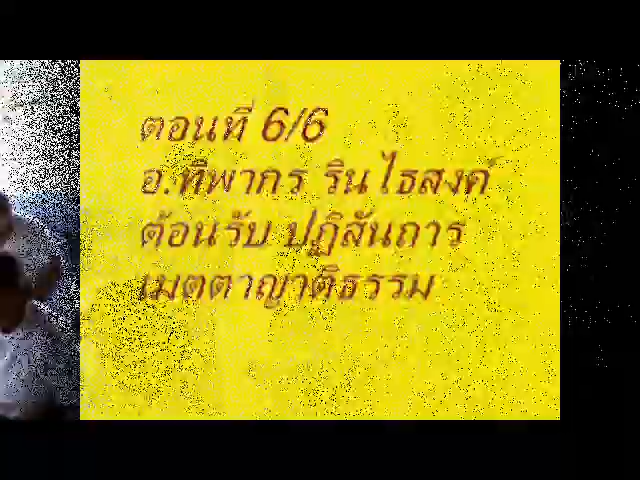 ตอนที่ 6/6
อ.ทิพากร รินไธสงค์
ต้อนรับ ปฏิสันถาร
เมตตาญาติธรรม